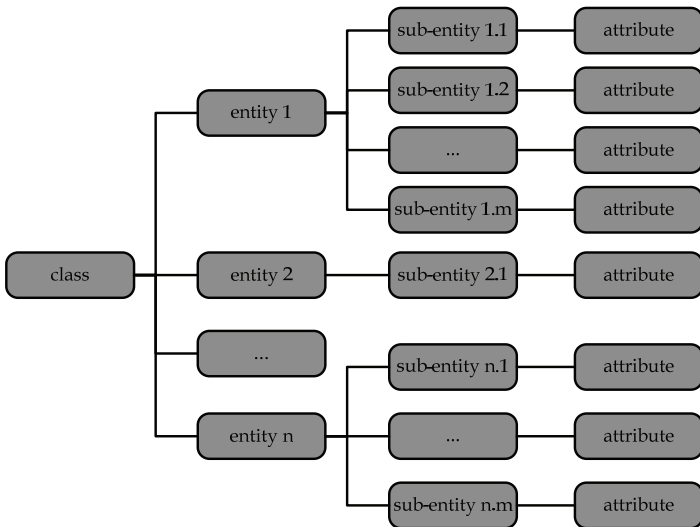 sub-entity 1.1 attribute
sub-entity 1.2 attribute
entity 1
... attribute
sub-entity 1.m attribute
class entity 2 sub-entity 2.1 attribute
...
sub-entity n.1 attribute
entity n ... attribute
sub-entity n.m attribute